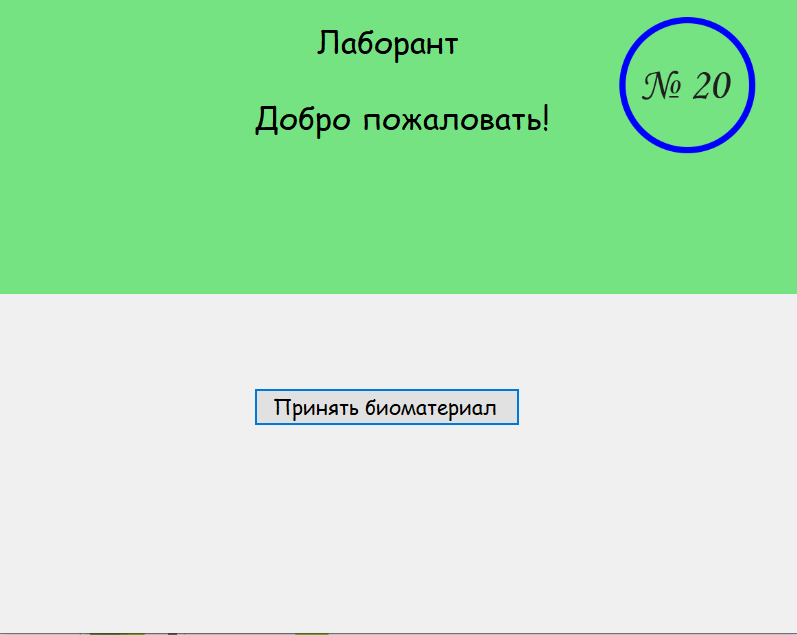 Лаборант
№ 20
Добро пожаловать!
Принять биоматериал